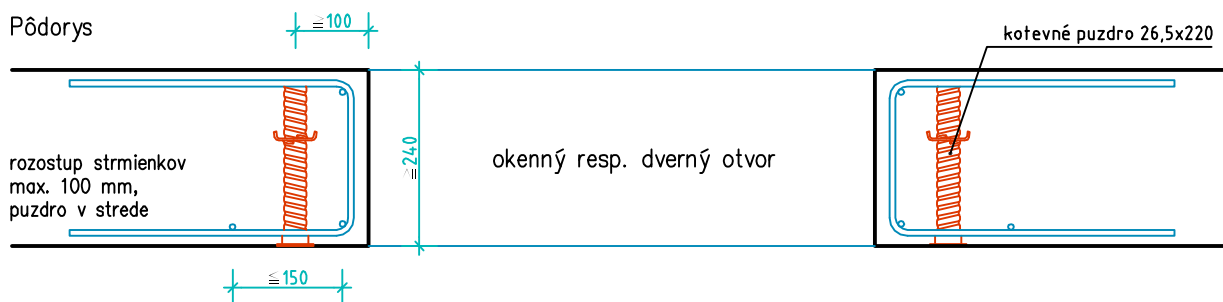 Pôdorys
≧100
kotevné puzdro 26,5x220
≧240
okenný resp. dverný otvor
rozostup strmienkov
max. 100 mm,
puzdro v strede
≦150